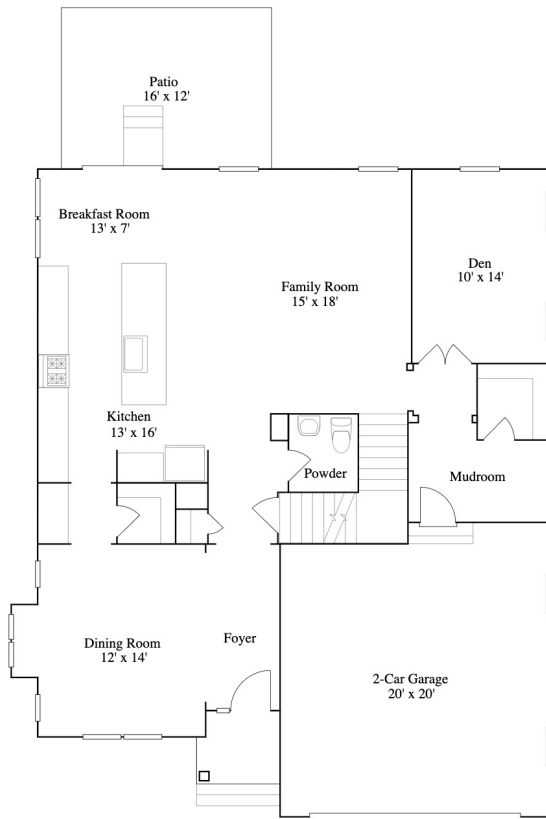 Patio
16' x 12'
Breakfast Room
13' x 7'
Den
10' x 14'
Family Room
15' x 18'
Kitchen
13' x 16'
Powder
Mudroom
Dining Room
12' x 14'
Foyer
2-Car Garage
20' x 20'